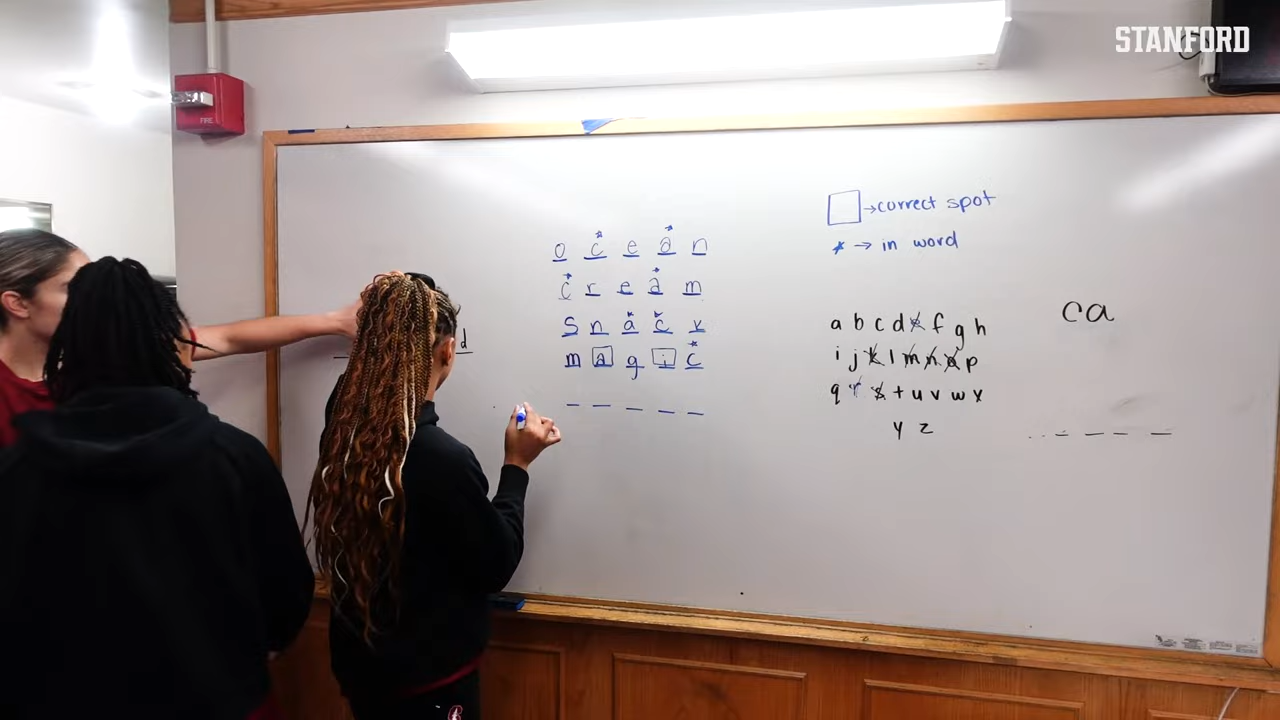 STANFORD
FIRE
□→correct spot
* → in word
o c e a n
c r e a m
s n a c k
m a g i c
d
a b c d e f g h
i j k l m n o p
q r s t u v w x
y z
ca